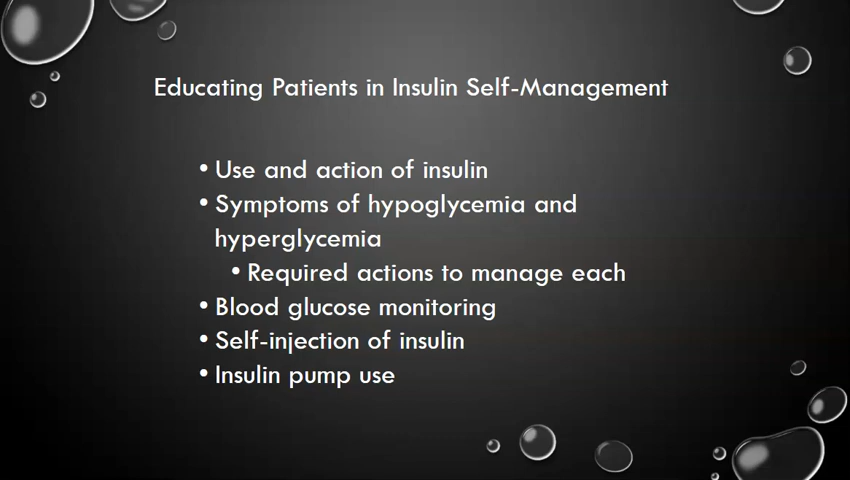 Educating Patients in Insulin Self-Management
• Use and action of insulin
• Symptoms of hypoglycemia and
hyperglycemia
• Required actions to manage each
• Blood glucose monitoring
• Self-injection of insulin
• Insulin pump use